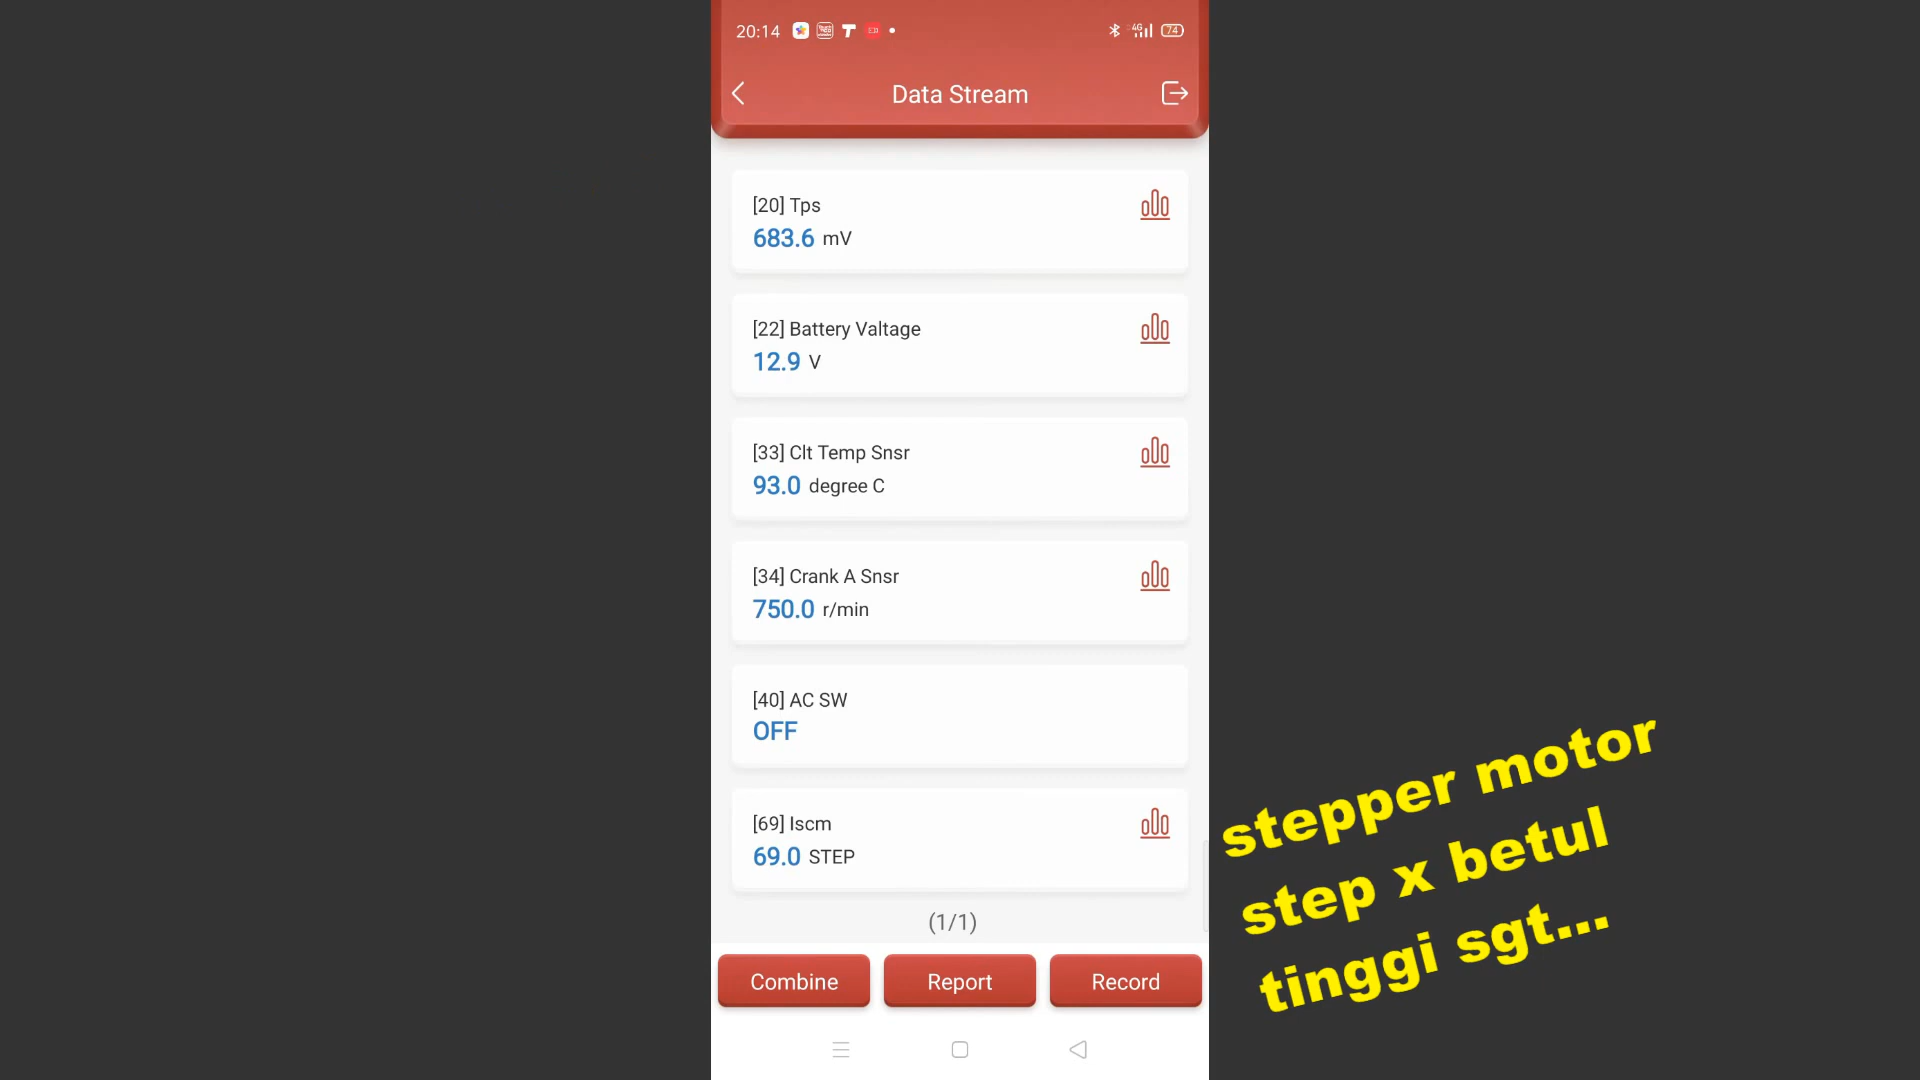 20:14
4G
74
Data Stream
[20] Tps
683.6 mV
[22] Battery Valtage
12.9 V
[33] Clt Temp Snsr
93.0 degree C
[34] Crank A Snsr
750.0 r/min
[40] AC SW
OFF
[69] Iscm
69.0 STEP
(1/1)
Combine Report Record
stepper motor
step x betul
tinggi sgt...